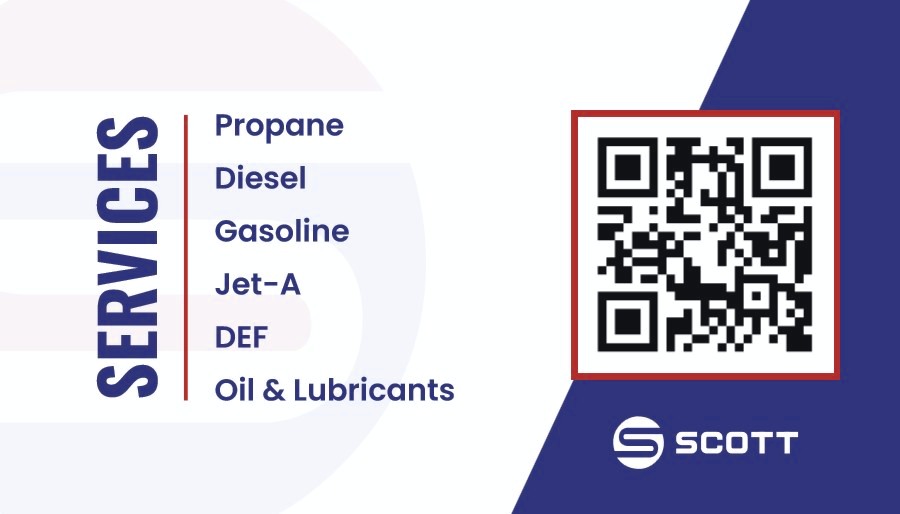 SERVICES
Propane
Diesel
Gasoline
Jet-A
DEF
Oil & Lubricants
SCOTT